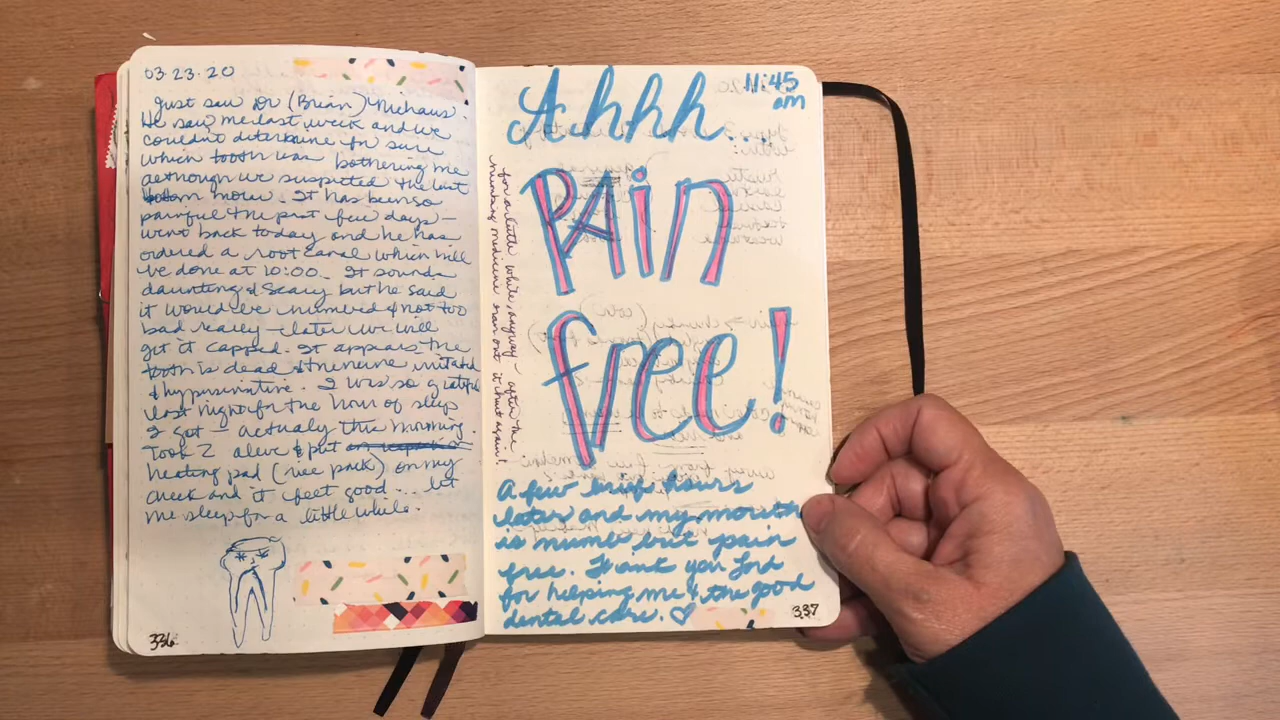 03.23.20
Just saw Dr (Brian) Niehaus.
He saw me last week and we
couldn't determine for sure
which tooth was bothering me
although we suspected the last
bottom molar. It has been so
painful the past few days –
went back today and he has
ordered a root canal which will
be done at 10:00. It sounds
daunting & scary but he said
it would be numbed & not too
bad really – later we will
get it capped. It appears the
tooth is dead & the nerve irritated
& hypersensitive. I was so grateful
last night for the hour of sleep
I got – actually this morning.
Took 2 aleve & put
heating pad (rice pack) on my
cheek and it felt good... let
me sleep for a little while.
336
for a little while, anyway – after the
numbing medicine ran out it hurt again!
Ahhh...
11:45
am
PAin
free!
A few brief hours
later and my mouth
is numb but pain
free. Thank you Lord
for helping me & the good
dental care. ♡
337